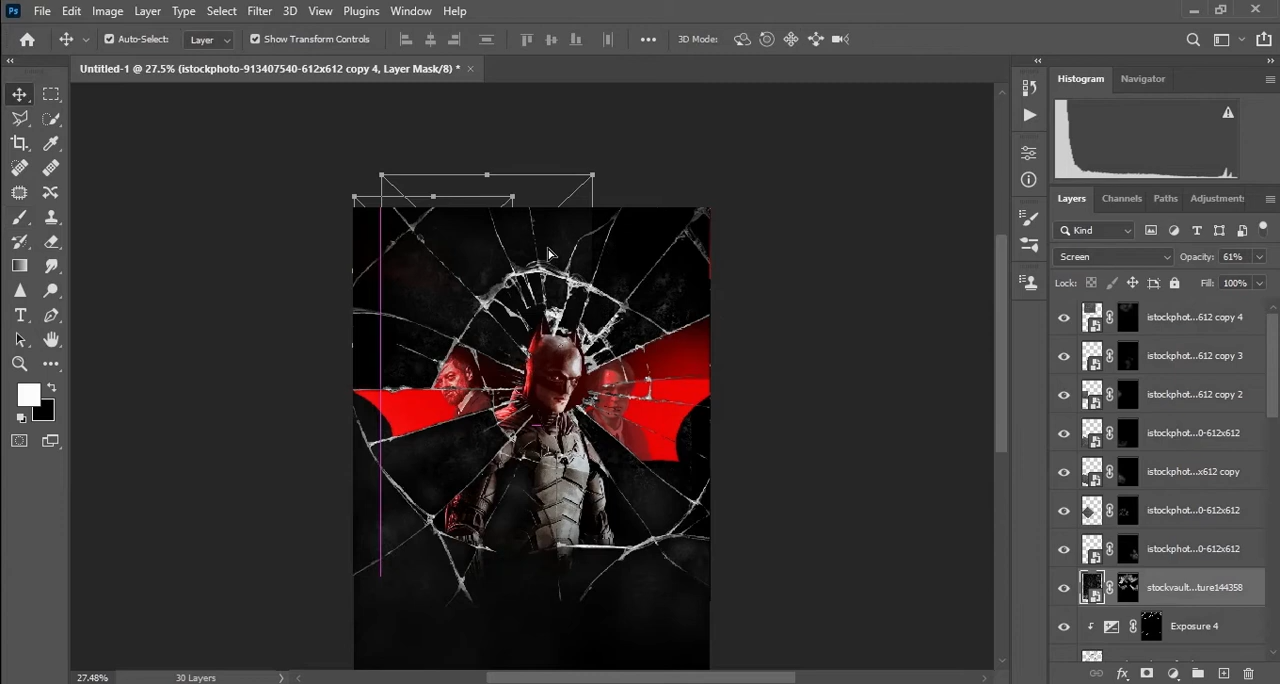 Ps File Edit Image Layer Type Select Filter 3D View Plugins Window Help
Auto-Select: Layer Show Transform Controls 3D Mode:
Untitled-1 @ 27.5% (istockphoto-913407540-612x612 copy 4, Layer Mask/8) *
Histogram Navigator
Layers Channels Paths Adjustment:
Kind
Screen Opacity: 61%
Lock: Fill: 100%
istockphot...612 copy 4
istockphot...612 copy 3
istockphot...612 copy 2
istockphot...0-612x612
istockphot...x612 copy
istockphot...0-612x612
istockphot...0-612x612
stockvault...ture144358
Exposure 4
27.48% 30 Layers